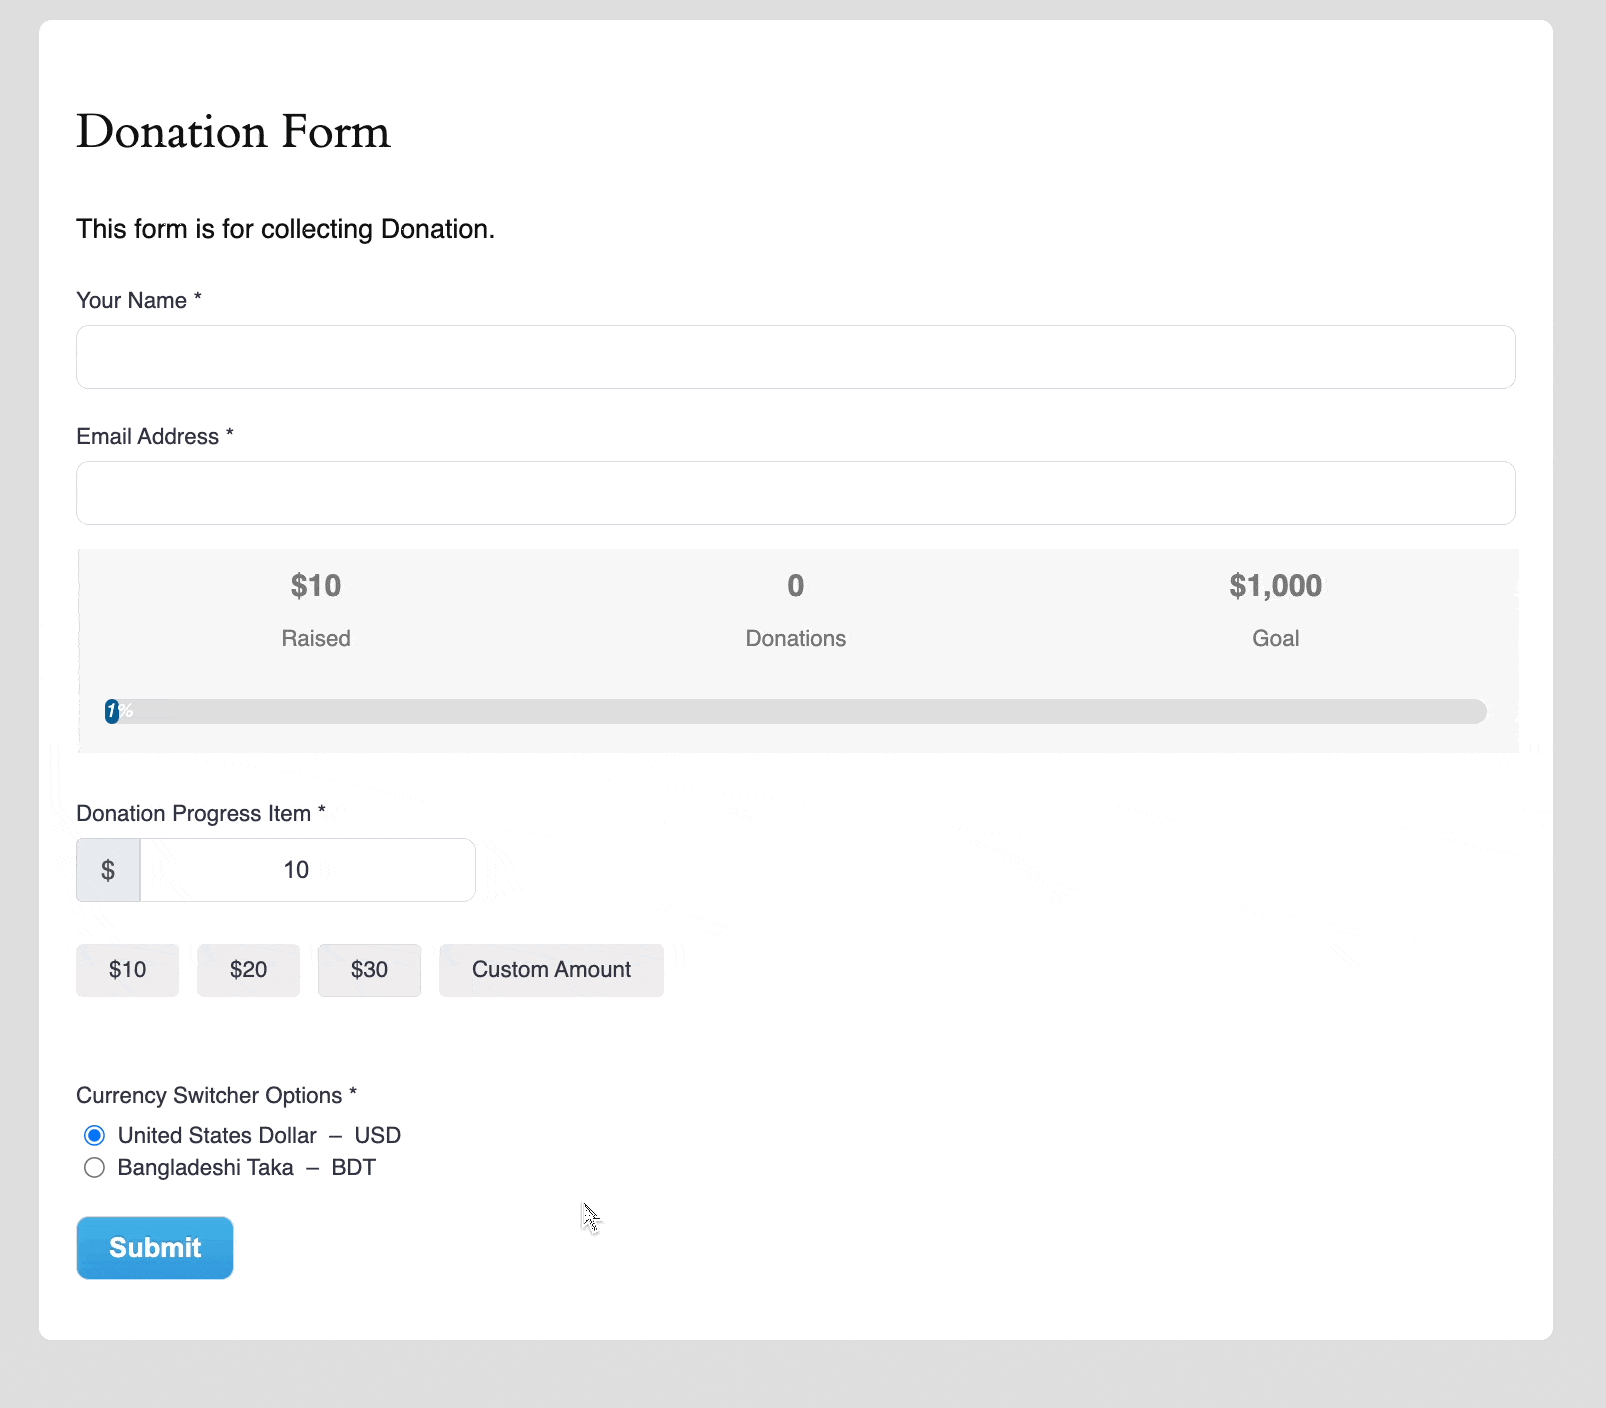 Donation Form
This form is for collecting Donation.
Your Name *
Email Address *
$10 0 $1,000
Raised Donations Goal
1%
Donation Progress Item *
$ 10
$10 $20 $30 Custom Amount
Currency Switcher Options *
United States Dollar – USD
Bangladeshi Taka – BDT
Submit